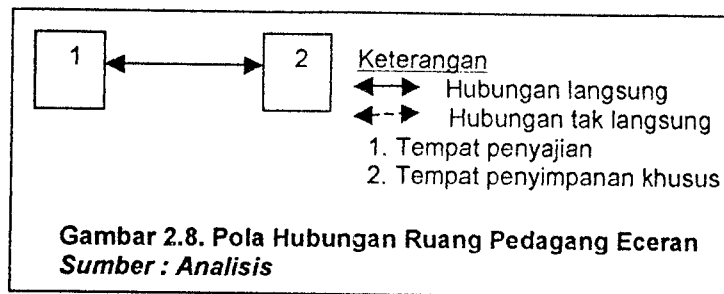 1
2
Keterangan
Hubungan langsung
Hubungan tak langsung
1. Tempat penyajian
2. Tempat penyimpanan khusus
Gambar 2.8. Pola Hubungan Ruang Pedagang Eceran
Sumber : Analisis